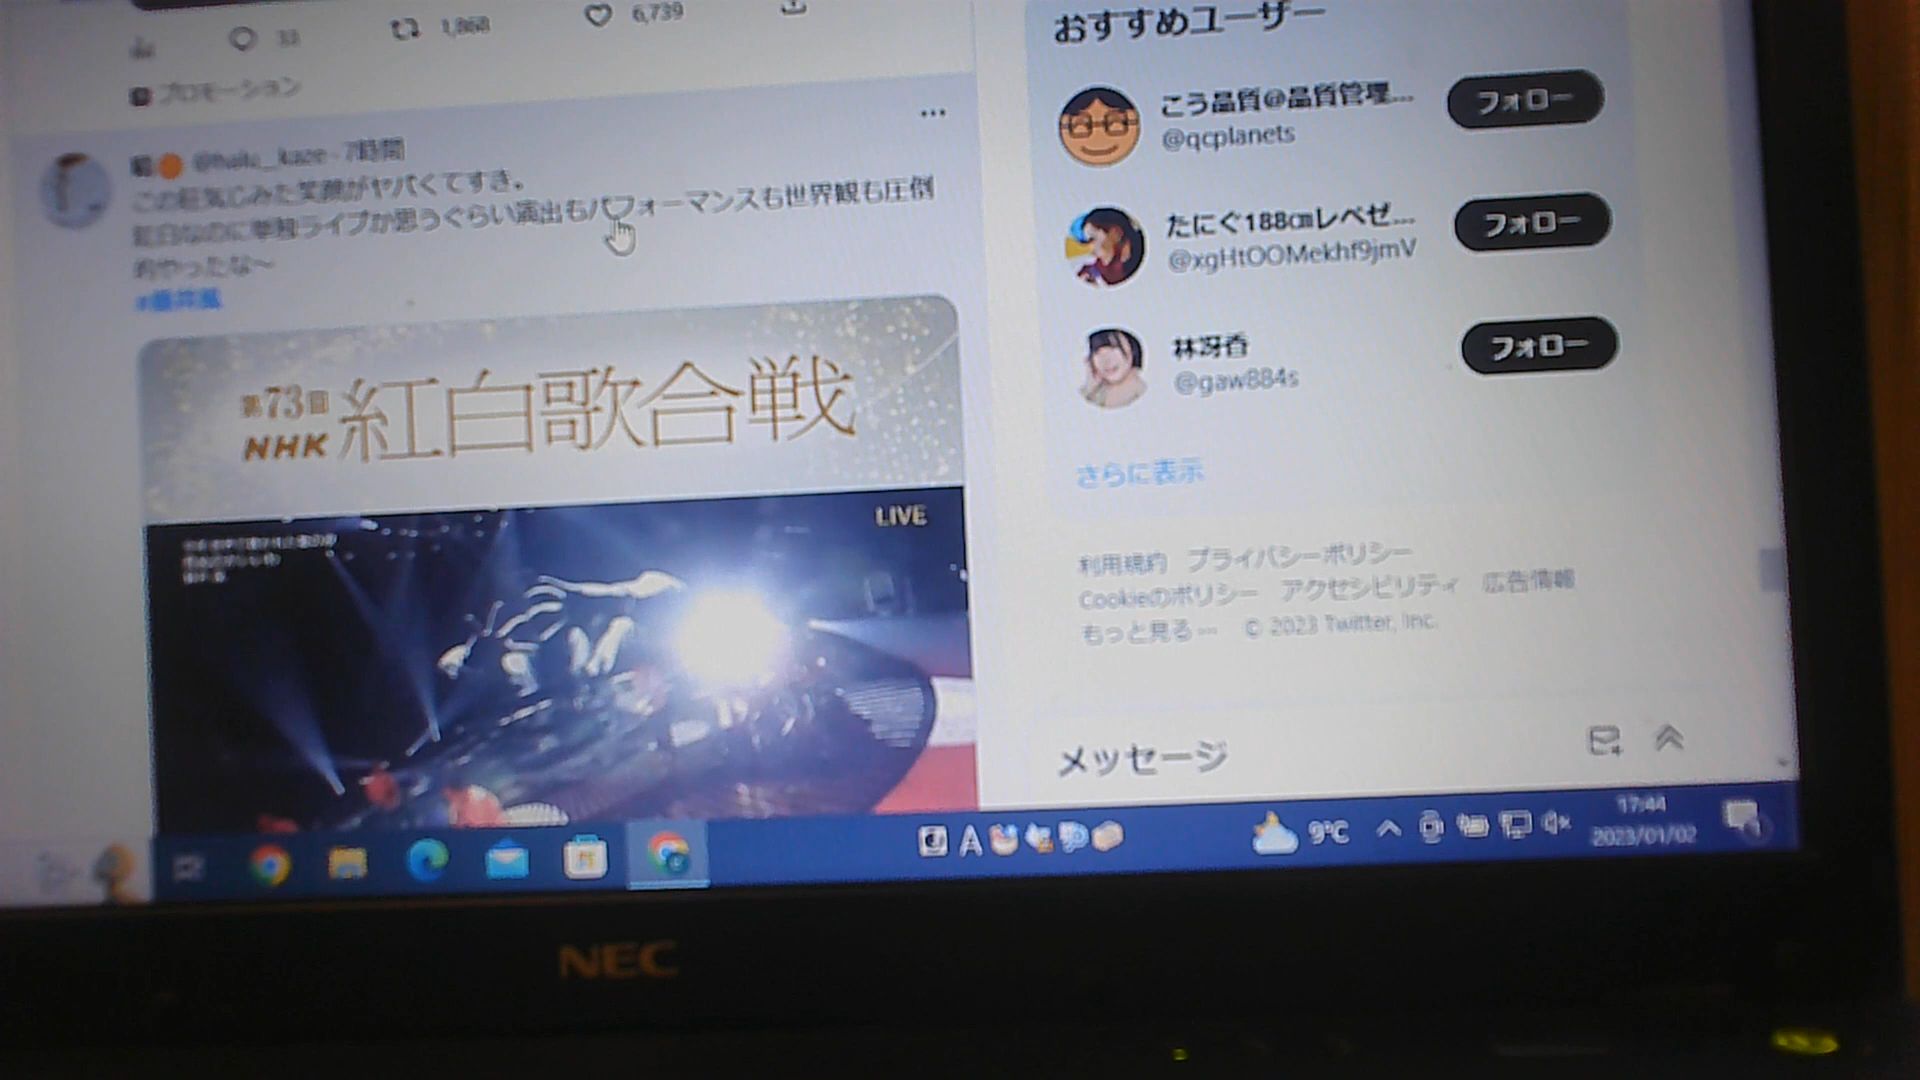 33 1,868 6,739
プロモーション
@haiiu_kaze · 7時間
この狂気じみた笑顔がヤバくてすき。
紅白なのに単独ライブか思うぐらい演出もパフォーマンスも世界観も圧倒
的やったな〜
#藤井風
第73回
NHK
紅白歌合戦
LIVE
おすすめユーザー
こう品質@品質管理...
@qcplanets
フォロー
たにぐ188㎝レペゼ...
@xgHtOOMekhf9jmV
フォロー
林冴香
@gaw884s
フォロー
さらに表示
利用規約 プライバシーポリシー
Cookieのポリシー アクセシビリティ 広告情報
もっと見る … © 2023 Twitter, Inc.
メッセージ
A
9°C
17:44
2023/01/02
NEC